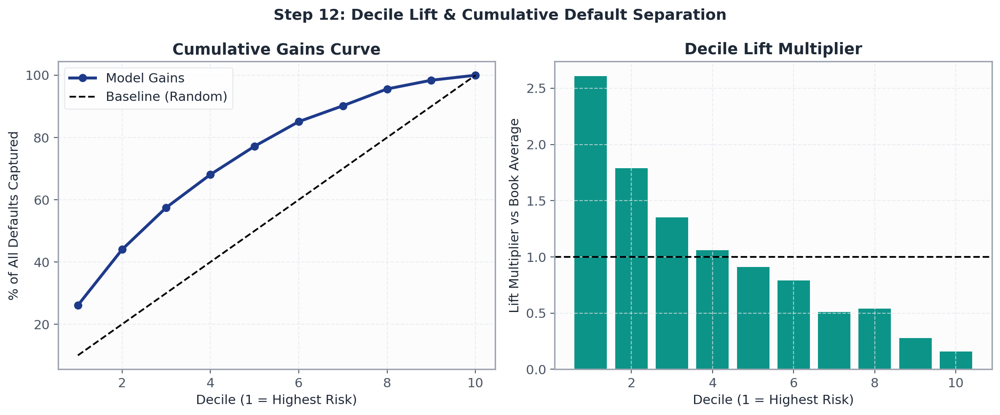 Step 12: Decile Lift & Cumulative Default Separation
Cumulative Gains Curve
Model Gains
Baseline (Random)
% of All Defaults Captured
100
80
60
40
20
2 4 6 8 10
Decile (1 = Highest Risk)
Decile Lift Multiplier
Lift Multiplier vs Book Average
2.5
2.0
1.5
1.0
0.5
0.0
2 4 6 8 10
Decile (1 = Highest Risk)